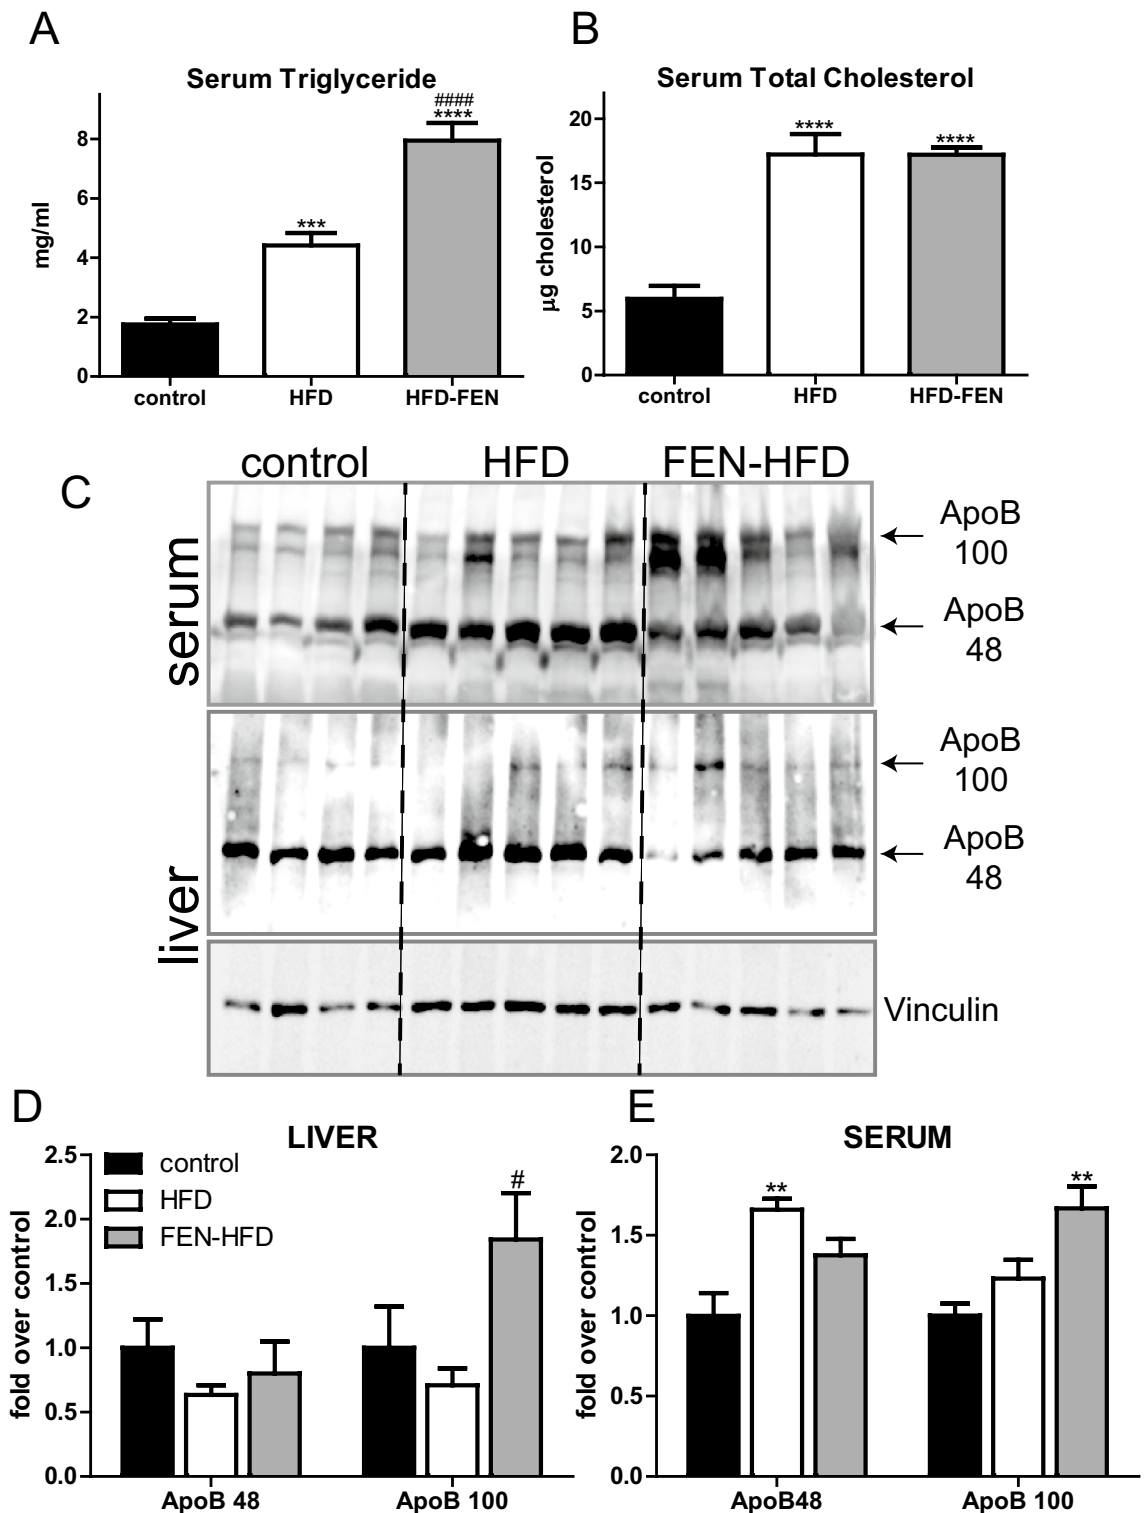 A
Serum Triglyceride
####
****
***
8
6
4
2
0
mg/ml
control
HFD
HFD-FEN
B
Serum Total Cholesterol
****
****
20
15
10
5
0
µg cholesterol
control
HFD
HFD-FEN
C
control
HFD
FEN-HFD
serum
ApoB
100
ApoB
48
liver
ApoB
100
ApoB
48
Vinculin
D
LIVER
control
HFD
FEN-HFD
#
2.5
2.0
1.5
1.0
0.5
0.0
fold over control
ApoB 48
ApoB 100
E
SERUM
**
**
2.0
1.5
1.0
0.5
0.0
fold over control
ApoB48
ApoB 100